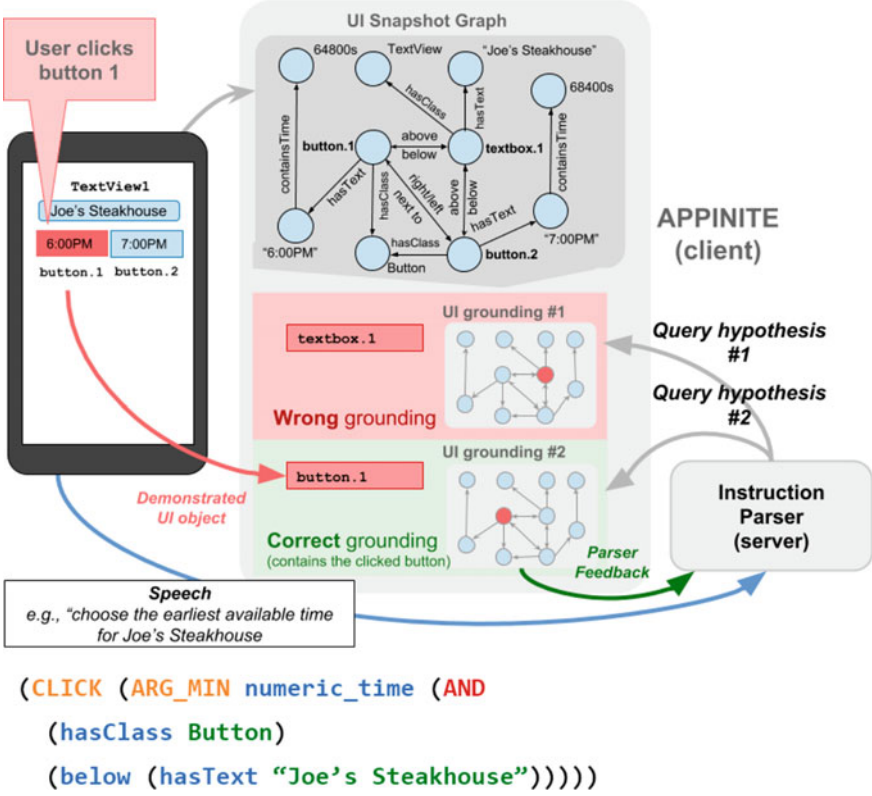 UI Snapshot Graph
User clicks
button 1
64800s
TextView
“Joe’s Steakhouse”
68400s
hasClass
hasText
containsTime
containsTime
button.1
above
below
textbox.1
hasText
hasClass
right/left
next to
above
below
hasText
“6:00PM”
hasClass
Button
button.2
“7:00PM”
TextView1
Joe’s Steakhouse
6:00PM
7:00PM
button.1
button.2
APPINITE
(client)
UI grounding #1
textbox.1
Wrong grounding
Query hypothesis
#1
Query hypothesis
#2
UI grounding #2
button.1
Demonstrated
UI object
Correct grounding
(contains the clicked button)
Instruction
Parser
(server)
Parser
Feedback
Speech
e.g., “choose the earliest available time
for Joe’s Steakhouse
(CLICK (ARG_MIN numeric_time (AND
(hasClass Button)
(below (hasText “Joe’s Steakhouse”)))))